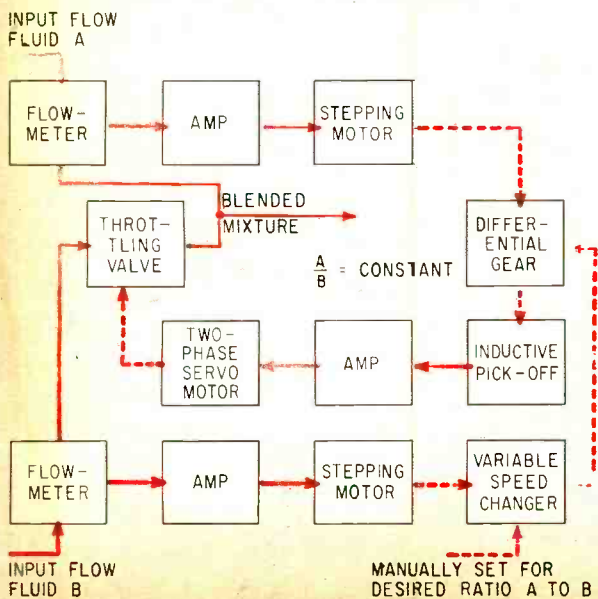 INPUT FLOW
FLUID A
FLOW-
METER
AMP
STEPPING
MOTOR
BLENDED
MIXTURE
THROT-
TLING
VALVE
A
B
= CONSTANT
DIFFER-
ENTIAL
GEAR
TWO-
PHASE
SERVO
MOTOR
AMP
INDUCTIVE
PICK-OFF
FLOW-
METER
AMP
STEPPING
MOTOR
VARIABLE
SPEED
CHANGER
INPUT FLOW
FLUID B
MANUALLY SET FOR
DESIRED RATIO A TO B